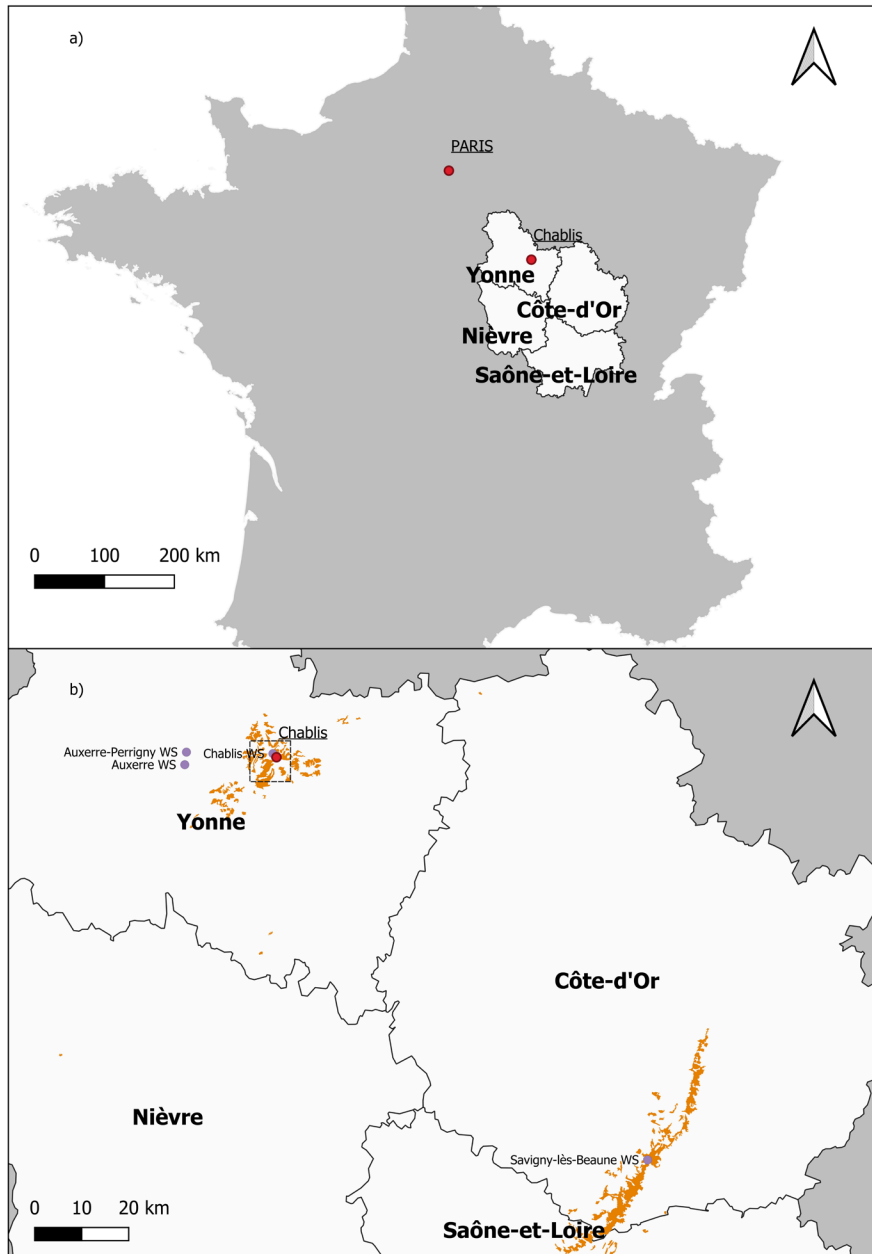 a)
PARIS
Chablis
Yonne
Côte-d'Or
Nièvre
Saône-et-Loire
0 100 200 km
b)
Chablis
Auxerre-Perrigny WS
Chablis WS
Auxerre WS
Yonne
Côte-d'Or
Nièvre
Savigny-lès-Beaune WS
0 10 20 km
Saône-et-Loire